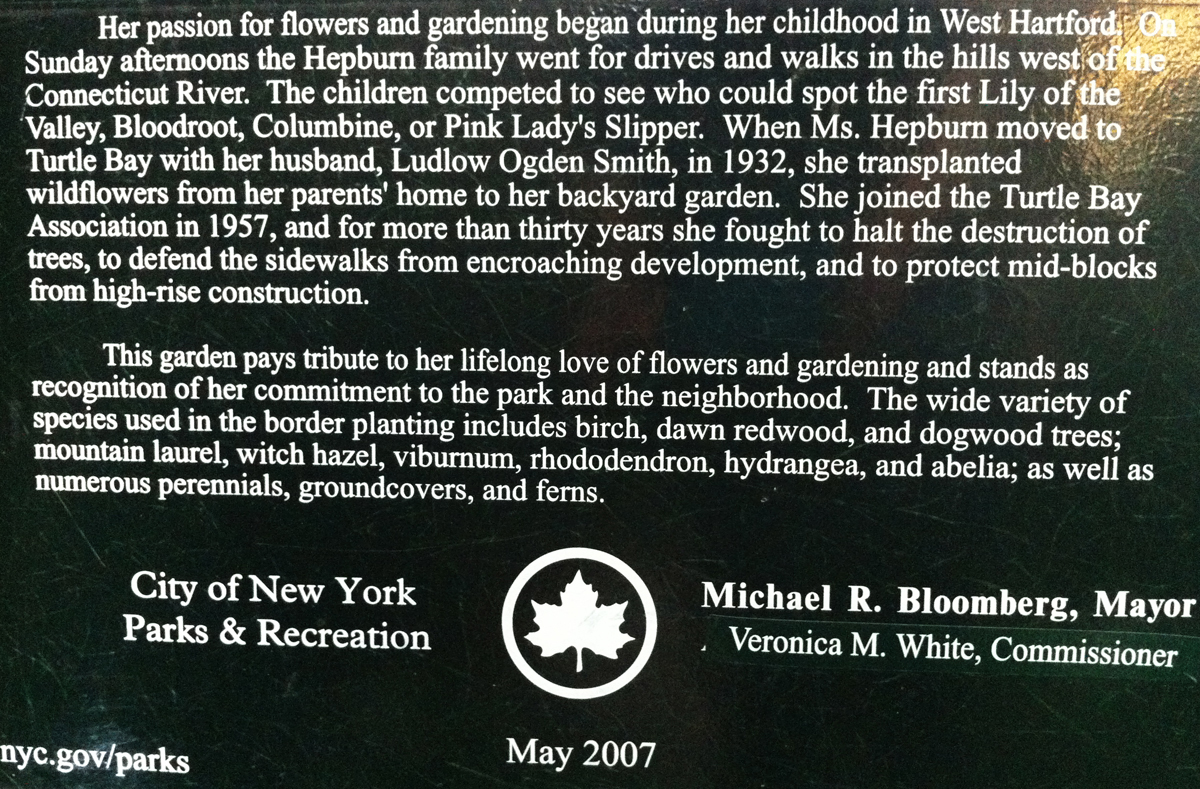 Her passion for flowers and gardening began during her childhood in West Hartford. On
Sunday afternoons the Hepburn family went for drives and walks in the hills west of the
Connecticut River. The children competed to see who could spot the first Lily of the
Valley, Bloodroot, Columbine, or Pink Lady's Slipper. When Ms. Hepburn moved to
Turtle Bay with her husband, Ludlow Ogden Smith, in 1932, she transplanted
wildflowers from her parents' home to her backyard garden. She joined the Turtle Bay
Association in 1957, and for more than thirty years she fought to halt the destruction of
trees, to defend the sidewalks from encroaching development, and to protect mid-blocks
from high-rise construction.
This garden pays tribute to her lifelong love of flowers and gardening and stands as
recognition of her commitment to the park and the neighborhood. The wide variety of
species used in the border planting includes birch, dawn redwood, and dogwood trees;
mountain laurel, witch hazel, viburnum, rhododendron, hydrangea, and abelia; as well as
numerous perennials, groundcovers, and ferns.
City of New York
Parks & Recreation
Michael R. Bloomberg, Mayor
Veronica M. White, Commissioner
nyc.gov/parks
May 2007